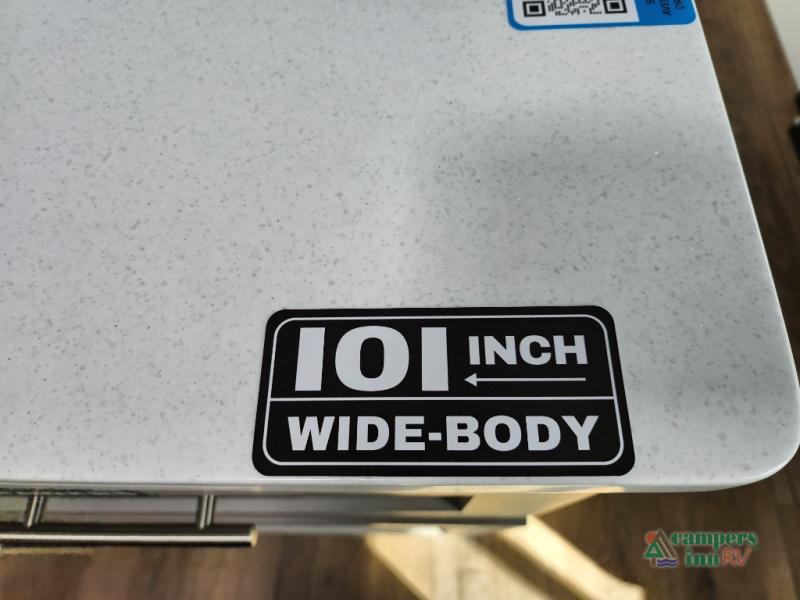 101 INCH
WIDE-BODY
campers
inn RV